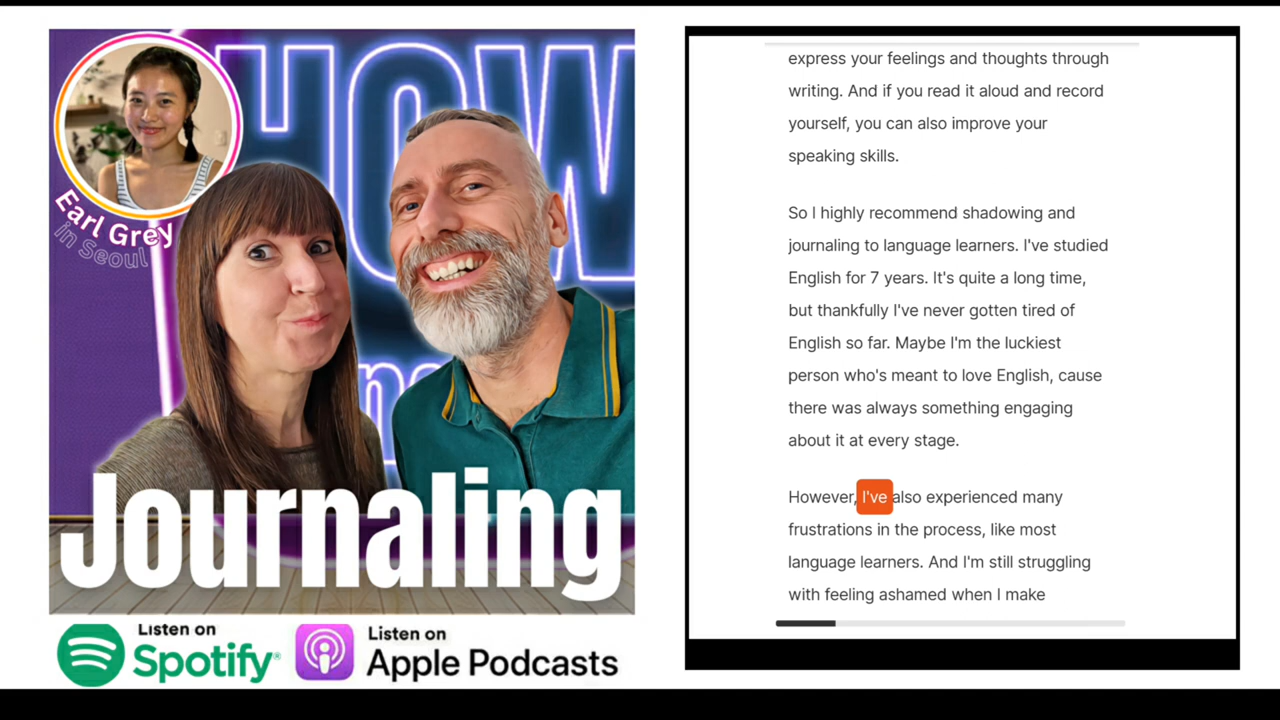 HOW
Earl Grey
in Seoul
Journaling
Listen on
Spotify
Listen on
Apple Podcasts
express your feelings and thoughts through
writing. And if you read it aloud and record
yourself, you can also improve your
speaking skills.
So I highly recommend shadowing and
journaling to language learners. I've studied
English for 7 years. It's quite a long time,
but thankfully I've never gotten tired of
English so far. Maybe I'm the luckiest
person who's meant to love English, cause
there was always something engaging
about it at every stage.
However, I've also experienced many
frustrations in the process, like most
language learners. And I'm still struggling
with feeling ashamed when I make